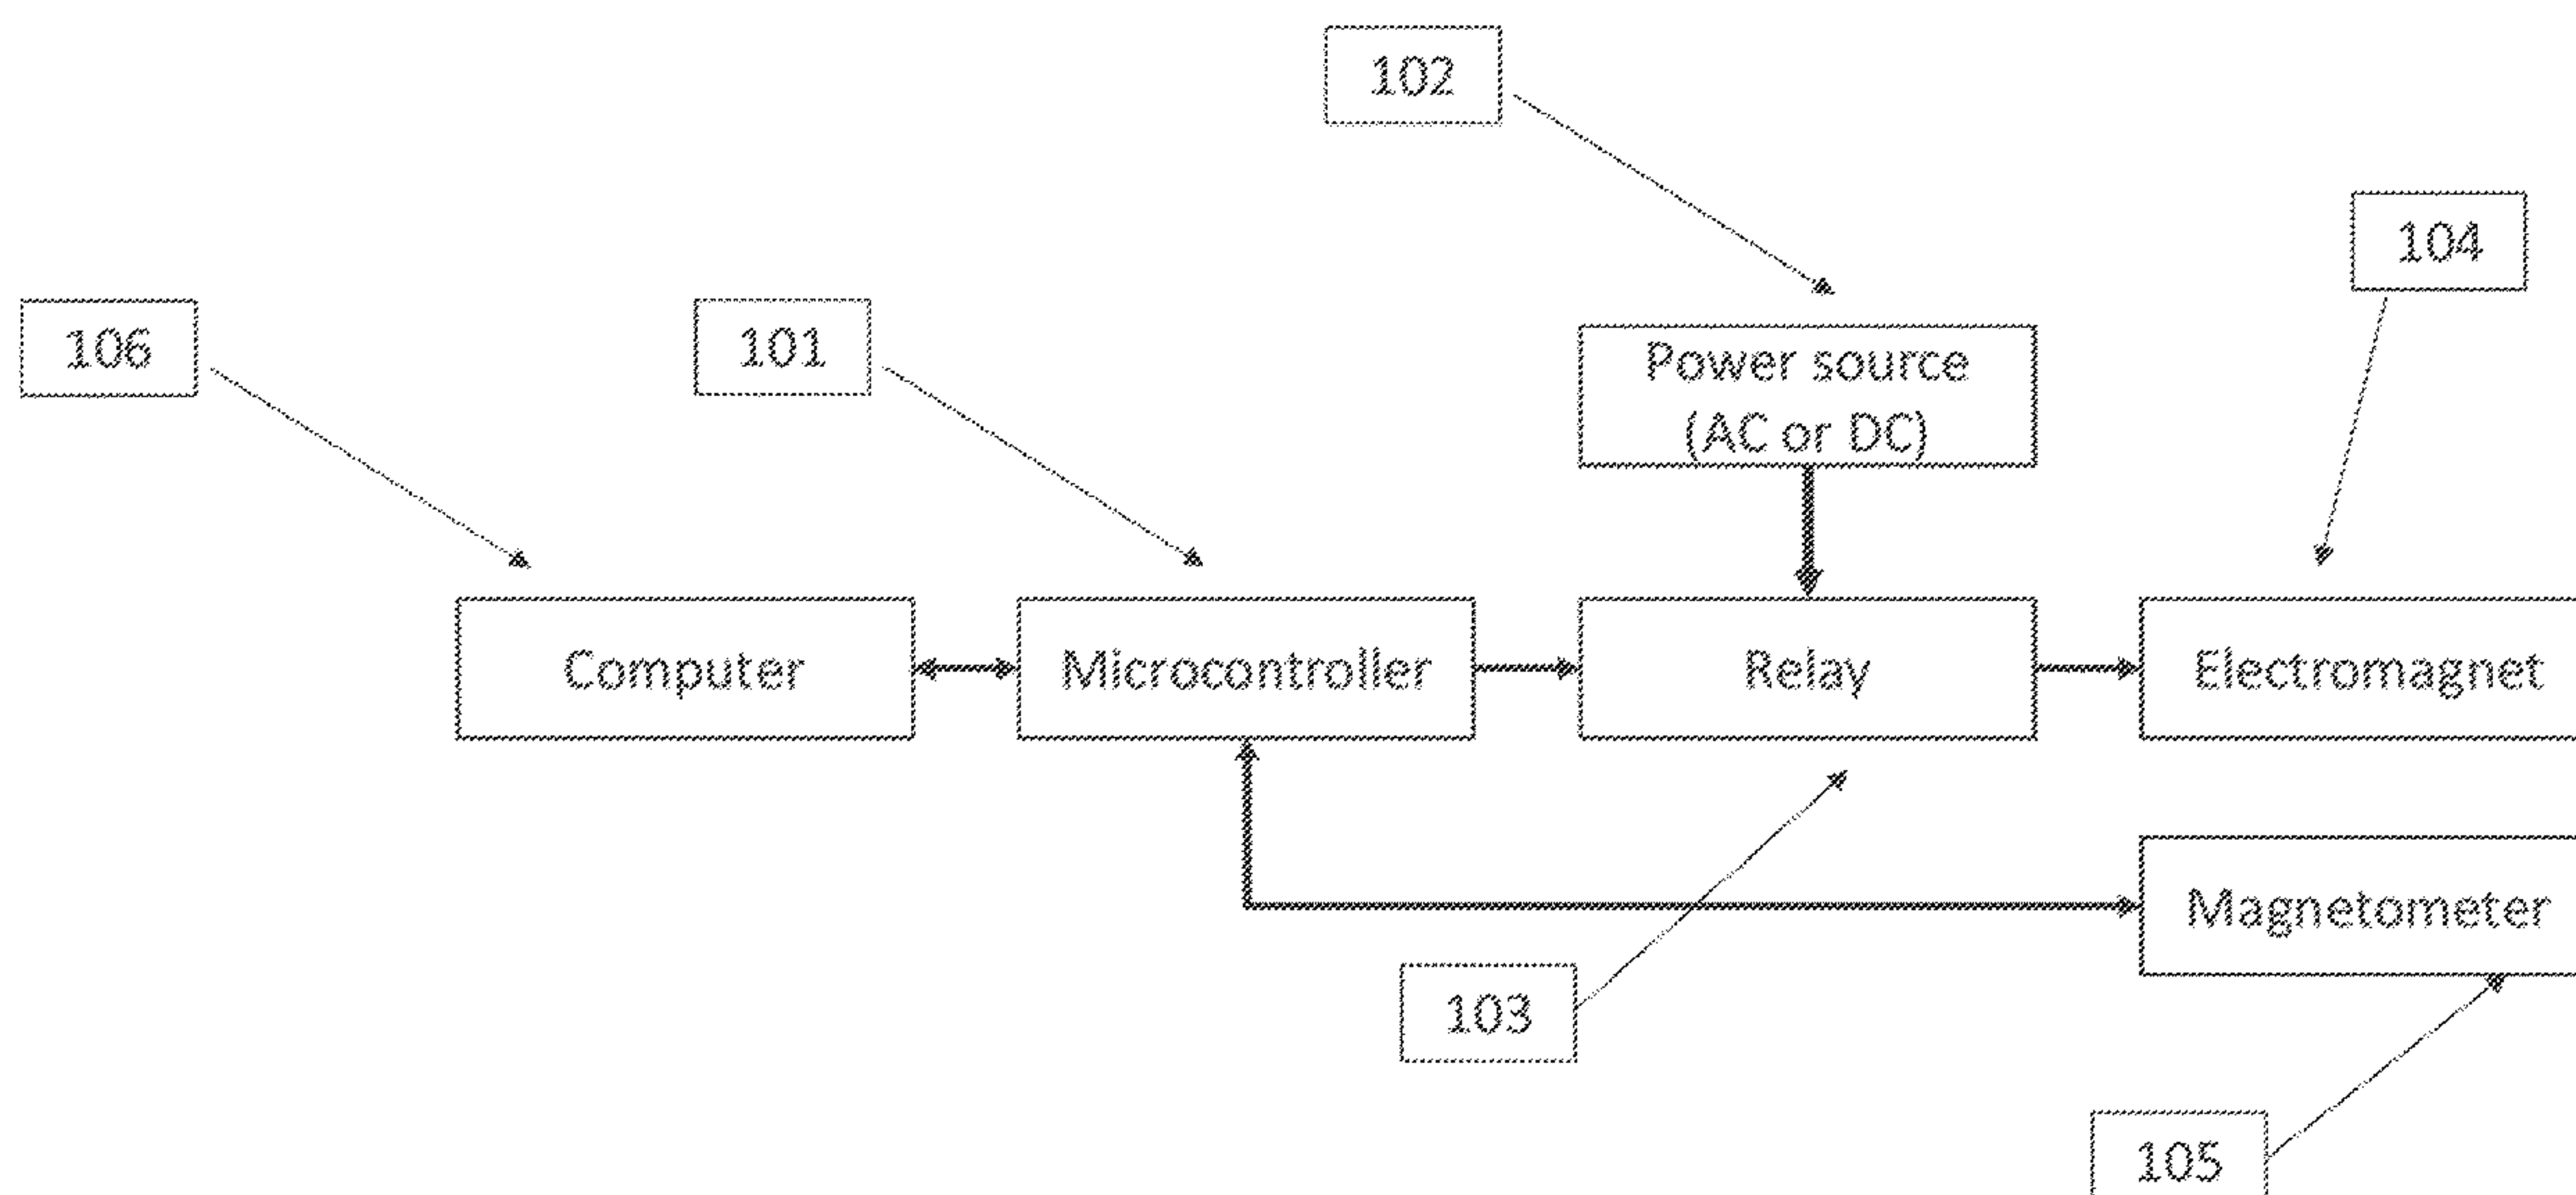 102
104
106
101
Power source
(AC or DC)
Computer
Microcontroller
Relay
Electromagnet
Magnetometer
103
105